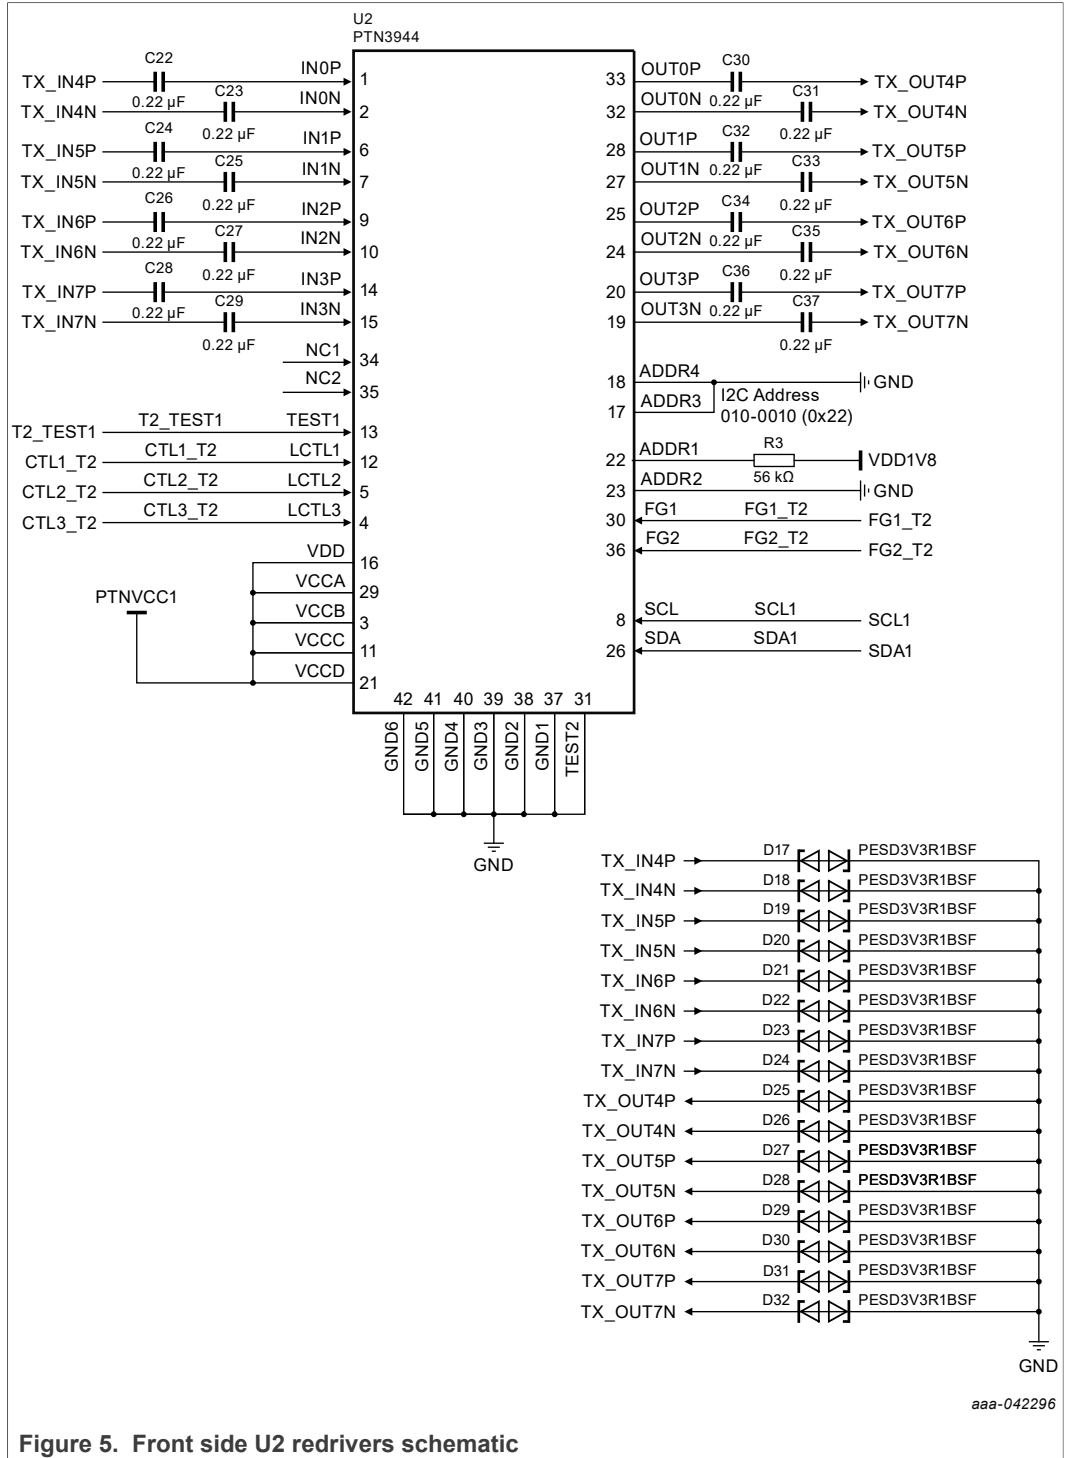 U2
PTN3944
TX_IN4P C22 0.22 µF IN0P 1
TX_IN4N C23 0.22 µF IN0N 2
TX_IN5P C24 0.22 µF IN1P 6
TX_IN5N C25 0.22 µF IN1N 7
TX_IN6P C26 0.22 µF IN2P 9
TX_IN6N C27 0.22 µF IN2N 10
TX_IN7P C28 0.22 µF IN3P 14
TX_IN7N C29 0.22 µF IN3N 15
NC1 34
NC2 35
T2_TEST1 T2_TEST1 TEST1 13
CTL1_T2 CTL1_T2 LCTL1 12
CTL2_T2 CTL2_T2 LCTL2 5
CTL3_T2 CTL3_T2 LCTL3 4
VDD 16
VCCA 29
PTNVCC1
VCCB 3
VCCC 11
VCCD 21
33 OUT0P C30 0.22 µF TX_OUT4P
32 OUT0N C31 0.22 µF TX_OUT4N
28 OUT1P C32 0.22 µF TX_OUT5P
27 OUT1N C33 0.22 µF TX_OUT5N
25 OUT2P C34 0.22 µF TX_OUT6P
24 OUT2N C35 0.22 µF TX_OUT6N
20 OUT3P C36 0.22 µF TX_OUT7P
19 OUT3N C37 0.22 µF TX_OUT7N
18 ADDR4 GND
17 ADDR3
I2C Address
010-0010 (0x22)
22 ADDR1 R3 56 kΩ VDD1V8
23 ADDR2 GND
30 FG1 FG1_T2 FG1_T2
36 FG2 FG2_T2 FG2_T2
8 SCL SCL1 SCL1
26 SDA SDA1 SDA1
42 41 40 39 38 37 31
GND6 GND5 GND4 GND3 GND2 GND1 TEST2
GND
TX_IN4P D17 PESD3V3R1BSF
TX_IN4N D18 PESD3V3R1BSF
TX_IN5P D19 PESD3V3R1BSF
TX_IN5N D20 PESD3V3R1BSF
TX_IN6P D21 PESD3V3R1BSF
TX_IN6N D22 PESD3V3R1BSF
TX_IN7P D23 PESD3V3R1BSF
TX_IN7N D24 PESD3V3R1BSF
TX_OUT4P D25 PESD3V3R1BSF
TX_OUT4N D26 PESD3V3R1BSF
TX_OUT5P D27 PESD3V3R1BSF
TX_OUT5N D28 PESD3V3R1BSF
TX_OUT6P D29 PESD3V3R1BSF
TX_OUT6N D30 PESD3V3R1BSF
TX_OUT7P D31 PESD3V3R1BSF
TX_OUT7N D32 PESD3V3R1BSF
GND
aaa-042296
Figure 5. Front side U2 redrivers schematic